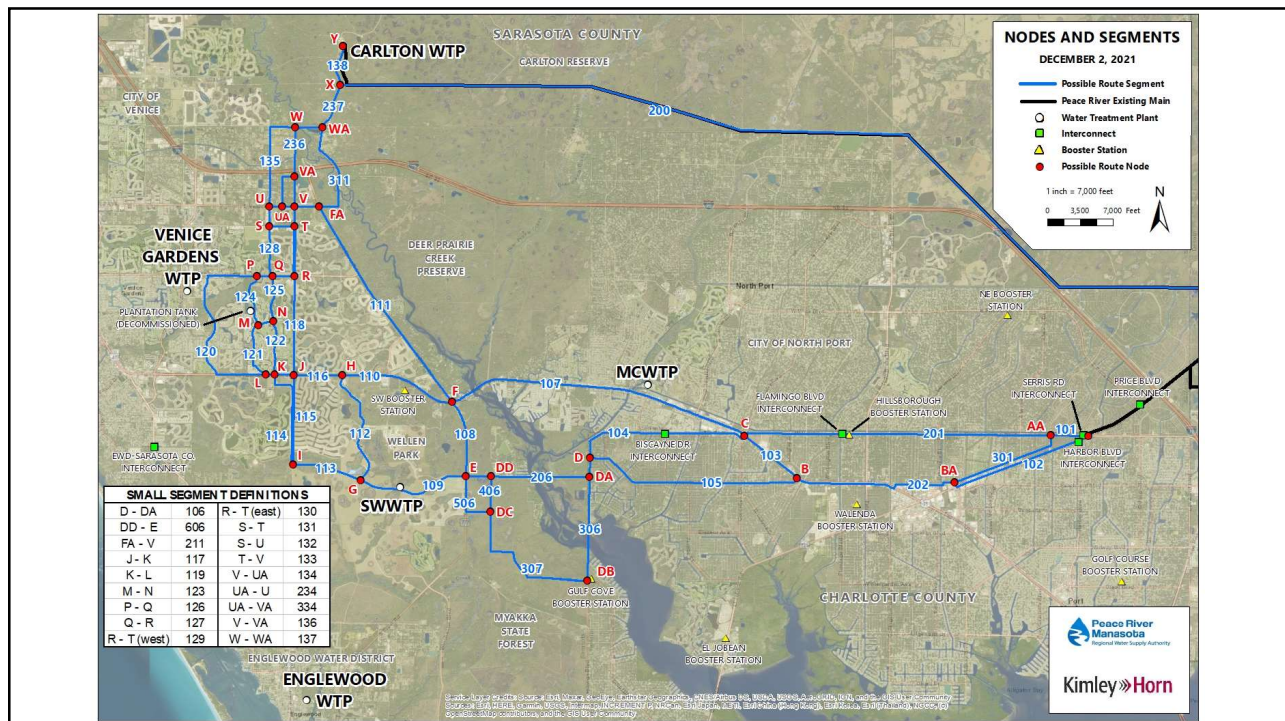 SARASOTA COUNTY
CARLTON RESERVE
Y
CARLTON WTP
138
X
237
200
CITY OF
VENICE
W
WA
236
135
VA
311
U
UA
V
FA
S
T
128
VENICE
GARDENS
WTP
P
Q
R
124
125
PLANTATION TANK
(DECOMMISSIONED)
M
N
118
122
121
120
L
K
J
116
H
110
111
DEER PRAIRIE
CREEK
PRESERVE
SW BOOSTER
STATION
F
107
115
114
112
WELLEN
PARK
108
I
113
G
109
SWWTP
E
DD
206
406
506
DC
307
DB
GULF COVE
BOOSTER STATION
306
D
DA
104
105
BISCAYNE DR
INTERCONNECT
MCWTP
North Port
CITY OF NORTH PORT
FLAMINGO BLVD
INTERCONNECT
HILLSBOROUGH
BOOSTER STATION
C
103
B
201
202
AA
101
BA
301
102
NE BOOSTER
STATION
SERRIS RD
INTERCONNECT
PRICE BLVD
INTERCONNECT
HARBOR BLVD
INTERCONNECT
WALENDA
BOOSTER STATION
GOLF COURSE
BOOSTER STATION
Port
CHARLOTTE COUNTY
EL JOBEAN
BOOSTER STATION
MYAKKA
STATE
FOREST
EWD-SARASOTA CO.
INTERCONNECT
ENGLEWOOD WATER DISTRICT
ENGLEWOOD
WTP
Englewood
SMALL SEGMENT DEFINITIONS
D - DA 106 R - T (east) 130
DD - E 606 S - T 131
FA - V 211 S - U 132
J - K 117 T - V 133
K - L 119 V - UA 134
M - N 123 UA - U 234
P - Q 126 UA - VA 334
Q - R 127 V - VA 136
R - T (west) 129 W - WA 137
NODES AND SEGMENTS
DECEMBER 2, 2021
Possible Route Segment
Peace River Existing Main
Water Treatment Plant
Interconnect
Booster Station
Possible Route Node
1 inch = 7,000 feet
0 3,500 7,000 Feet
N
Peace River
Manasota
Regional Water Supply Authority
Kimley»Horn